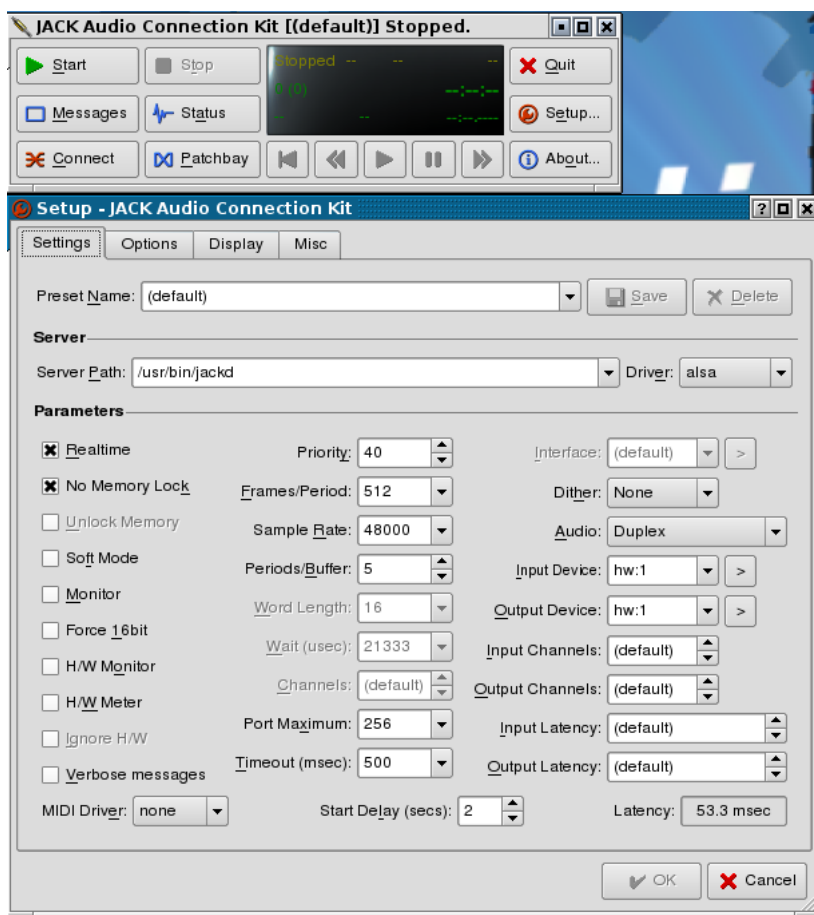 JACK Audio Connection Kit [(default)] Stopped.
Start Stop Stopped -- -- -- Quit
(0) --:--:--
Messages Status -- -- --:--.---- Setup...
Connect Patchbay About...
Setup - JACK Audio Connection Kit
Settings Options Display Misc
Preset Name: (default) Save Delete
Server
Server Path: /usr/bin/jackd Driver: alsa
Parameters
Realtime Priority: 40 Interface: (default) >
No Memory Lock Frames/Period: 512 Dither: None
Unlock Memory Sample Rate: 48000 Audio: Duplex
Soft Mode Periods/Buffer: 5 Input Device: hw:1 >
Monitor Word Length: 16 Output Device: hw:1 >
Force 16bit Wait (usec): 21333 Input Channels: (default)
H/W Monitor Channels: (default) Output Channels: (default)
H/W Meter Port Maximum: 256 Input Latency: (default)
Ignore H/W Timeout (msec): 500 Output Latency: (default)
Verbose messages
MIDI Driver: none Start Delay (secs): 2 Latency: 53.3 msec
OK Cancel